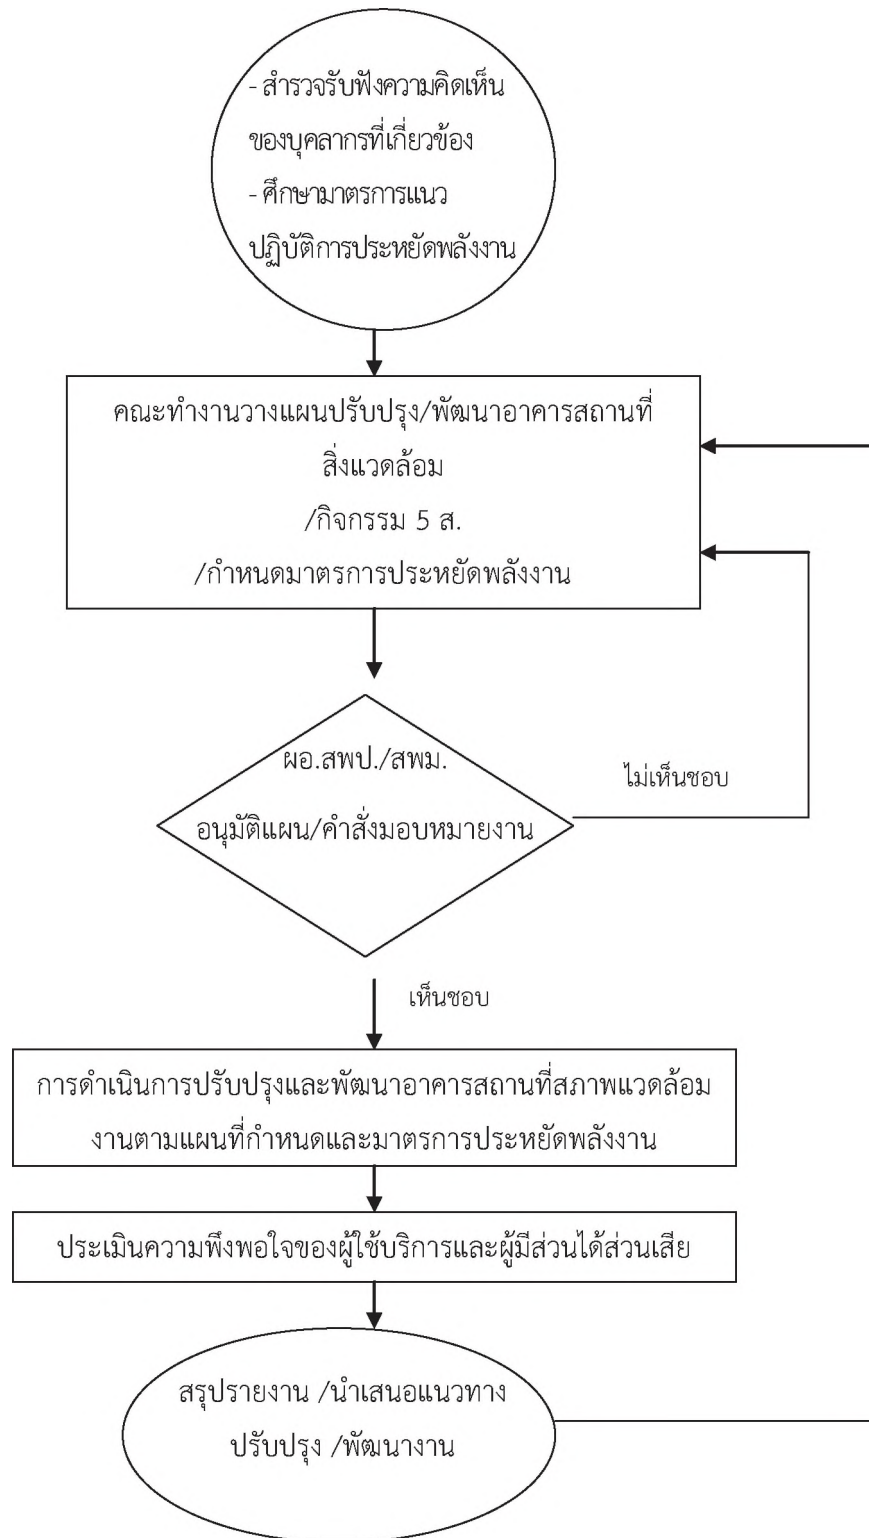 - สำรวจรับฟังความคิดเห็น
ของบุคลากรที่เกี่ยวข้อง
- ศึกษามาตรการแนว
ปฏิบัติการประหยัดพลังงาน
คณะทำงานวางแผนปรับปรุง/พัฒนาอาคารสถานที่
สิ่งแวดล้อม
/กิจกรรม 5 ส.
/กำหนดมาตรการประหยัดพลังงาน
ผอ.สพป./สพม.
อนุมัติแผน/คำสั่งมอบหมายงาน
ไม่เห็นชอบ
เห็นชอบ
การดำเนินการปรับปรุงและพัฒนาอาคารสถานที่สภาพแวดล้อม
งานตามแผนที่กำหนดและมาตรการประหยัดพลังงาน
ประเมินความพึงพอใจของผู้ใช้บริการและผู้มีส่วนได้ส่วนเสีย
สรุปรายงาน /นำเสนอแนวทาง
ปรับปรุง /พัฒนางาน